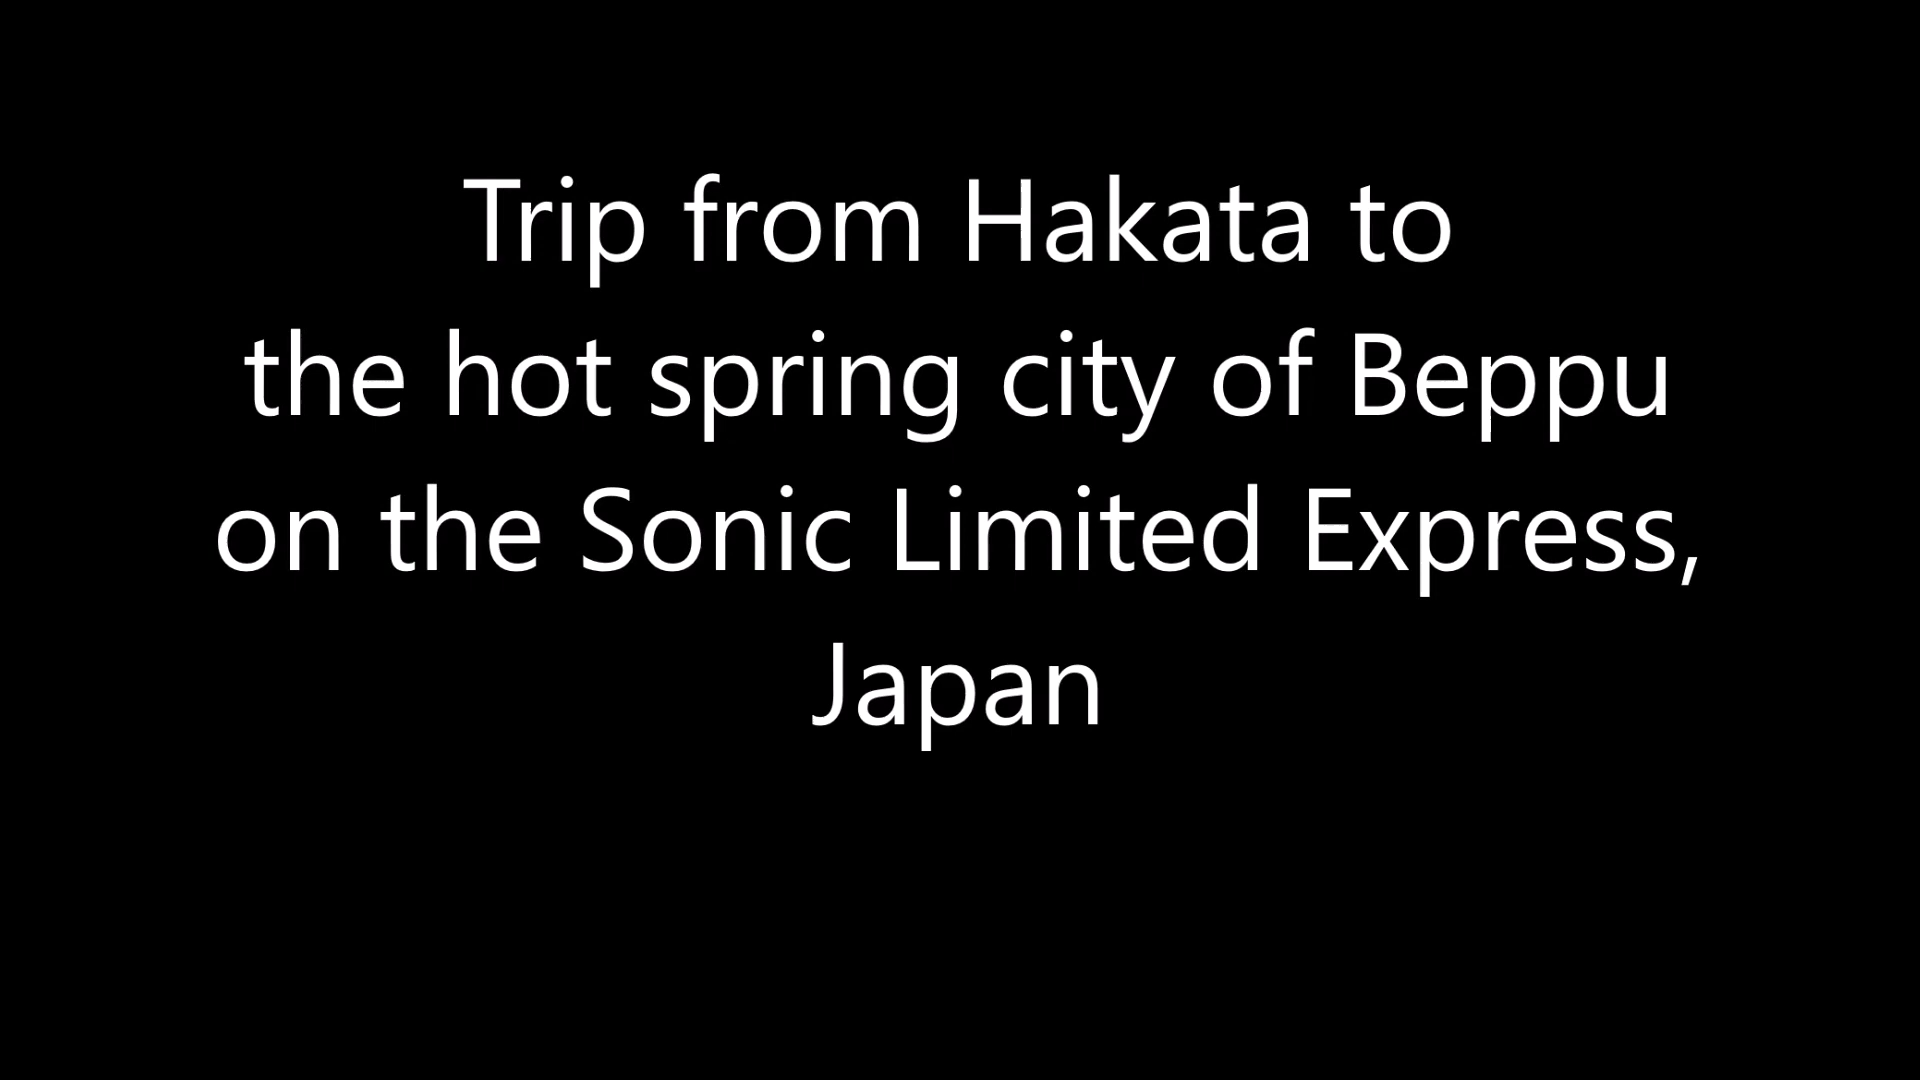 Trip from Hakata to
the hot spring city of Beppu
on the Sonic Limited Express,
Japan